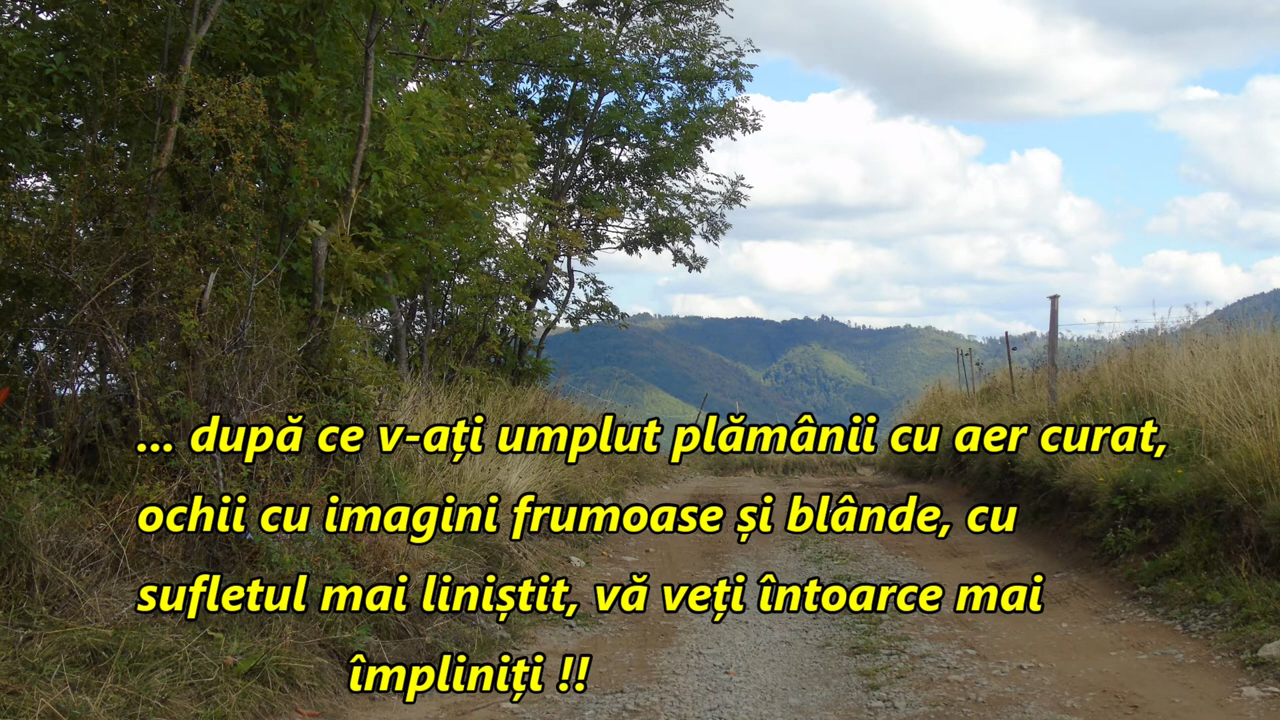 ... după ce v-ați umplut plămânii cu aer curat,
ochii cu imagini frumoase și blânde, cu
sufletul mai liniștit, vă veți întoarce mai
împliniți !!